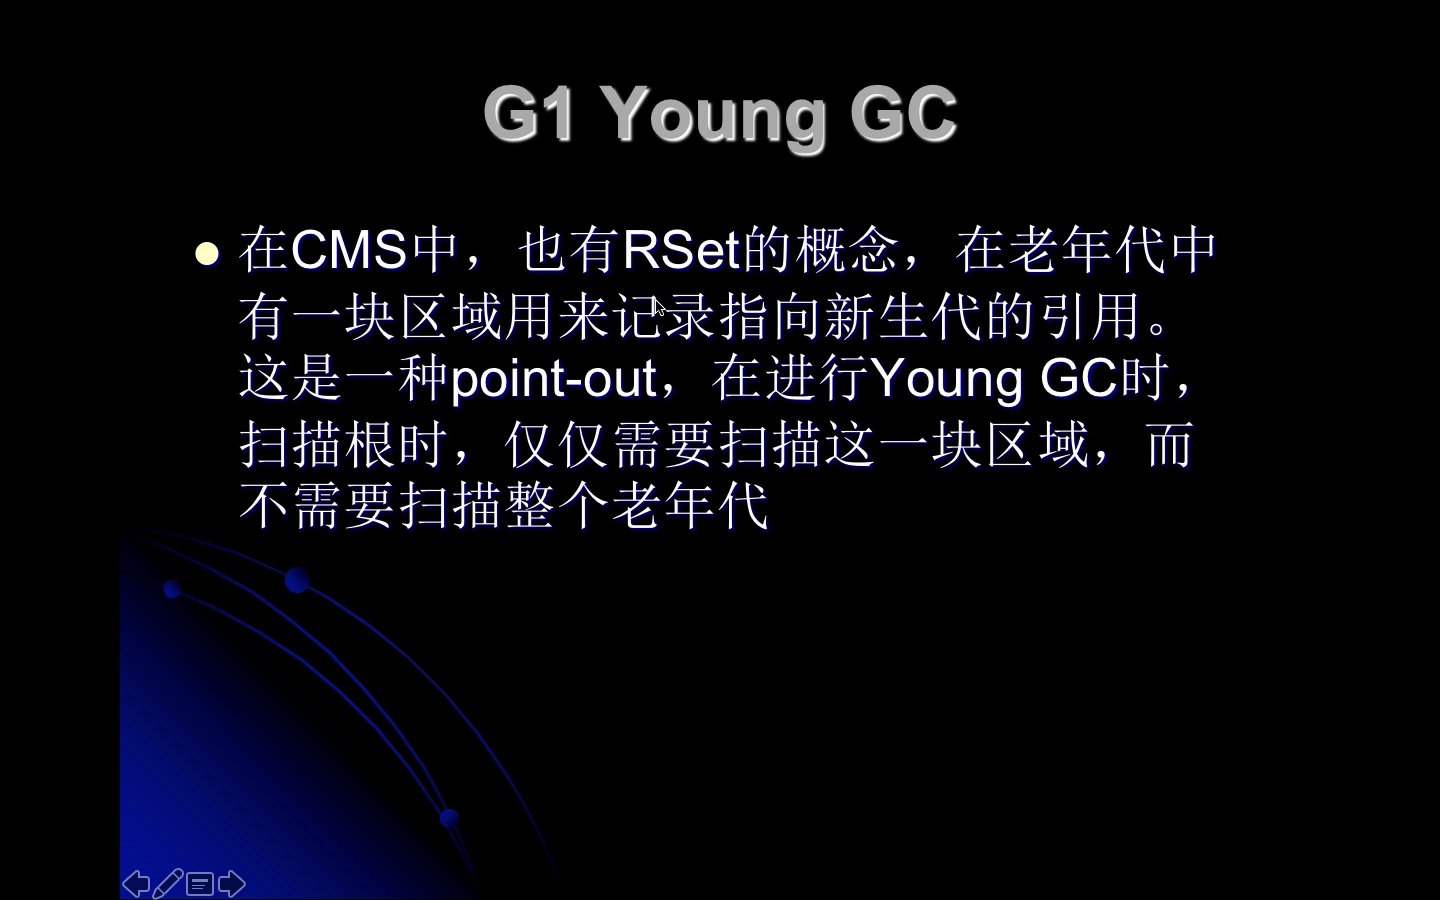 G1 Young GC
在CMS中，也有RSet的概念，在老年代中
有一块区域用来记录指向新生代的引用。
这是一种point-out，在进行Young GC时，
扫描根时，仅仅需要扫描这一块区域，而
不需要扫描整个老年代